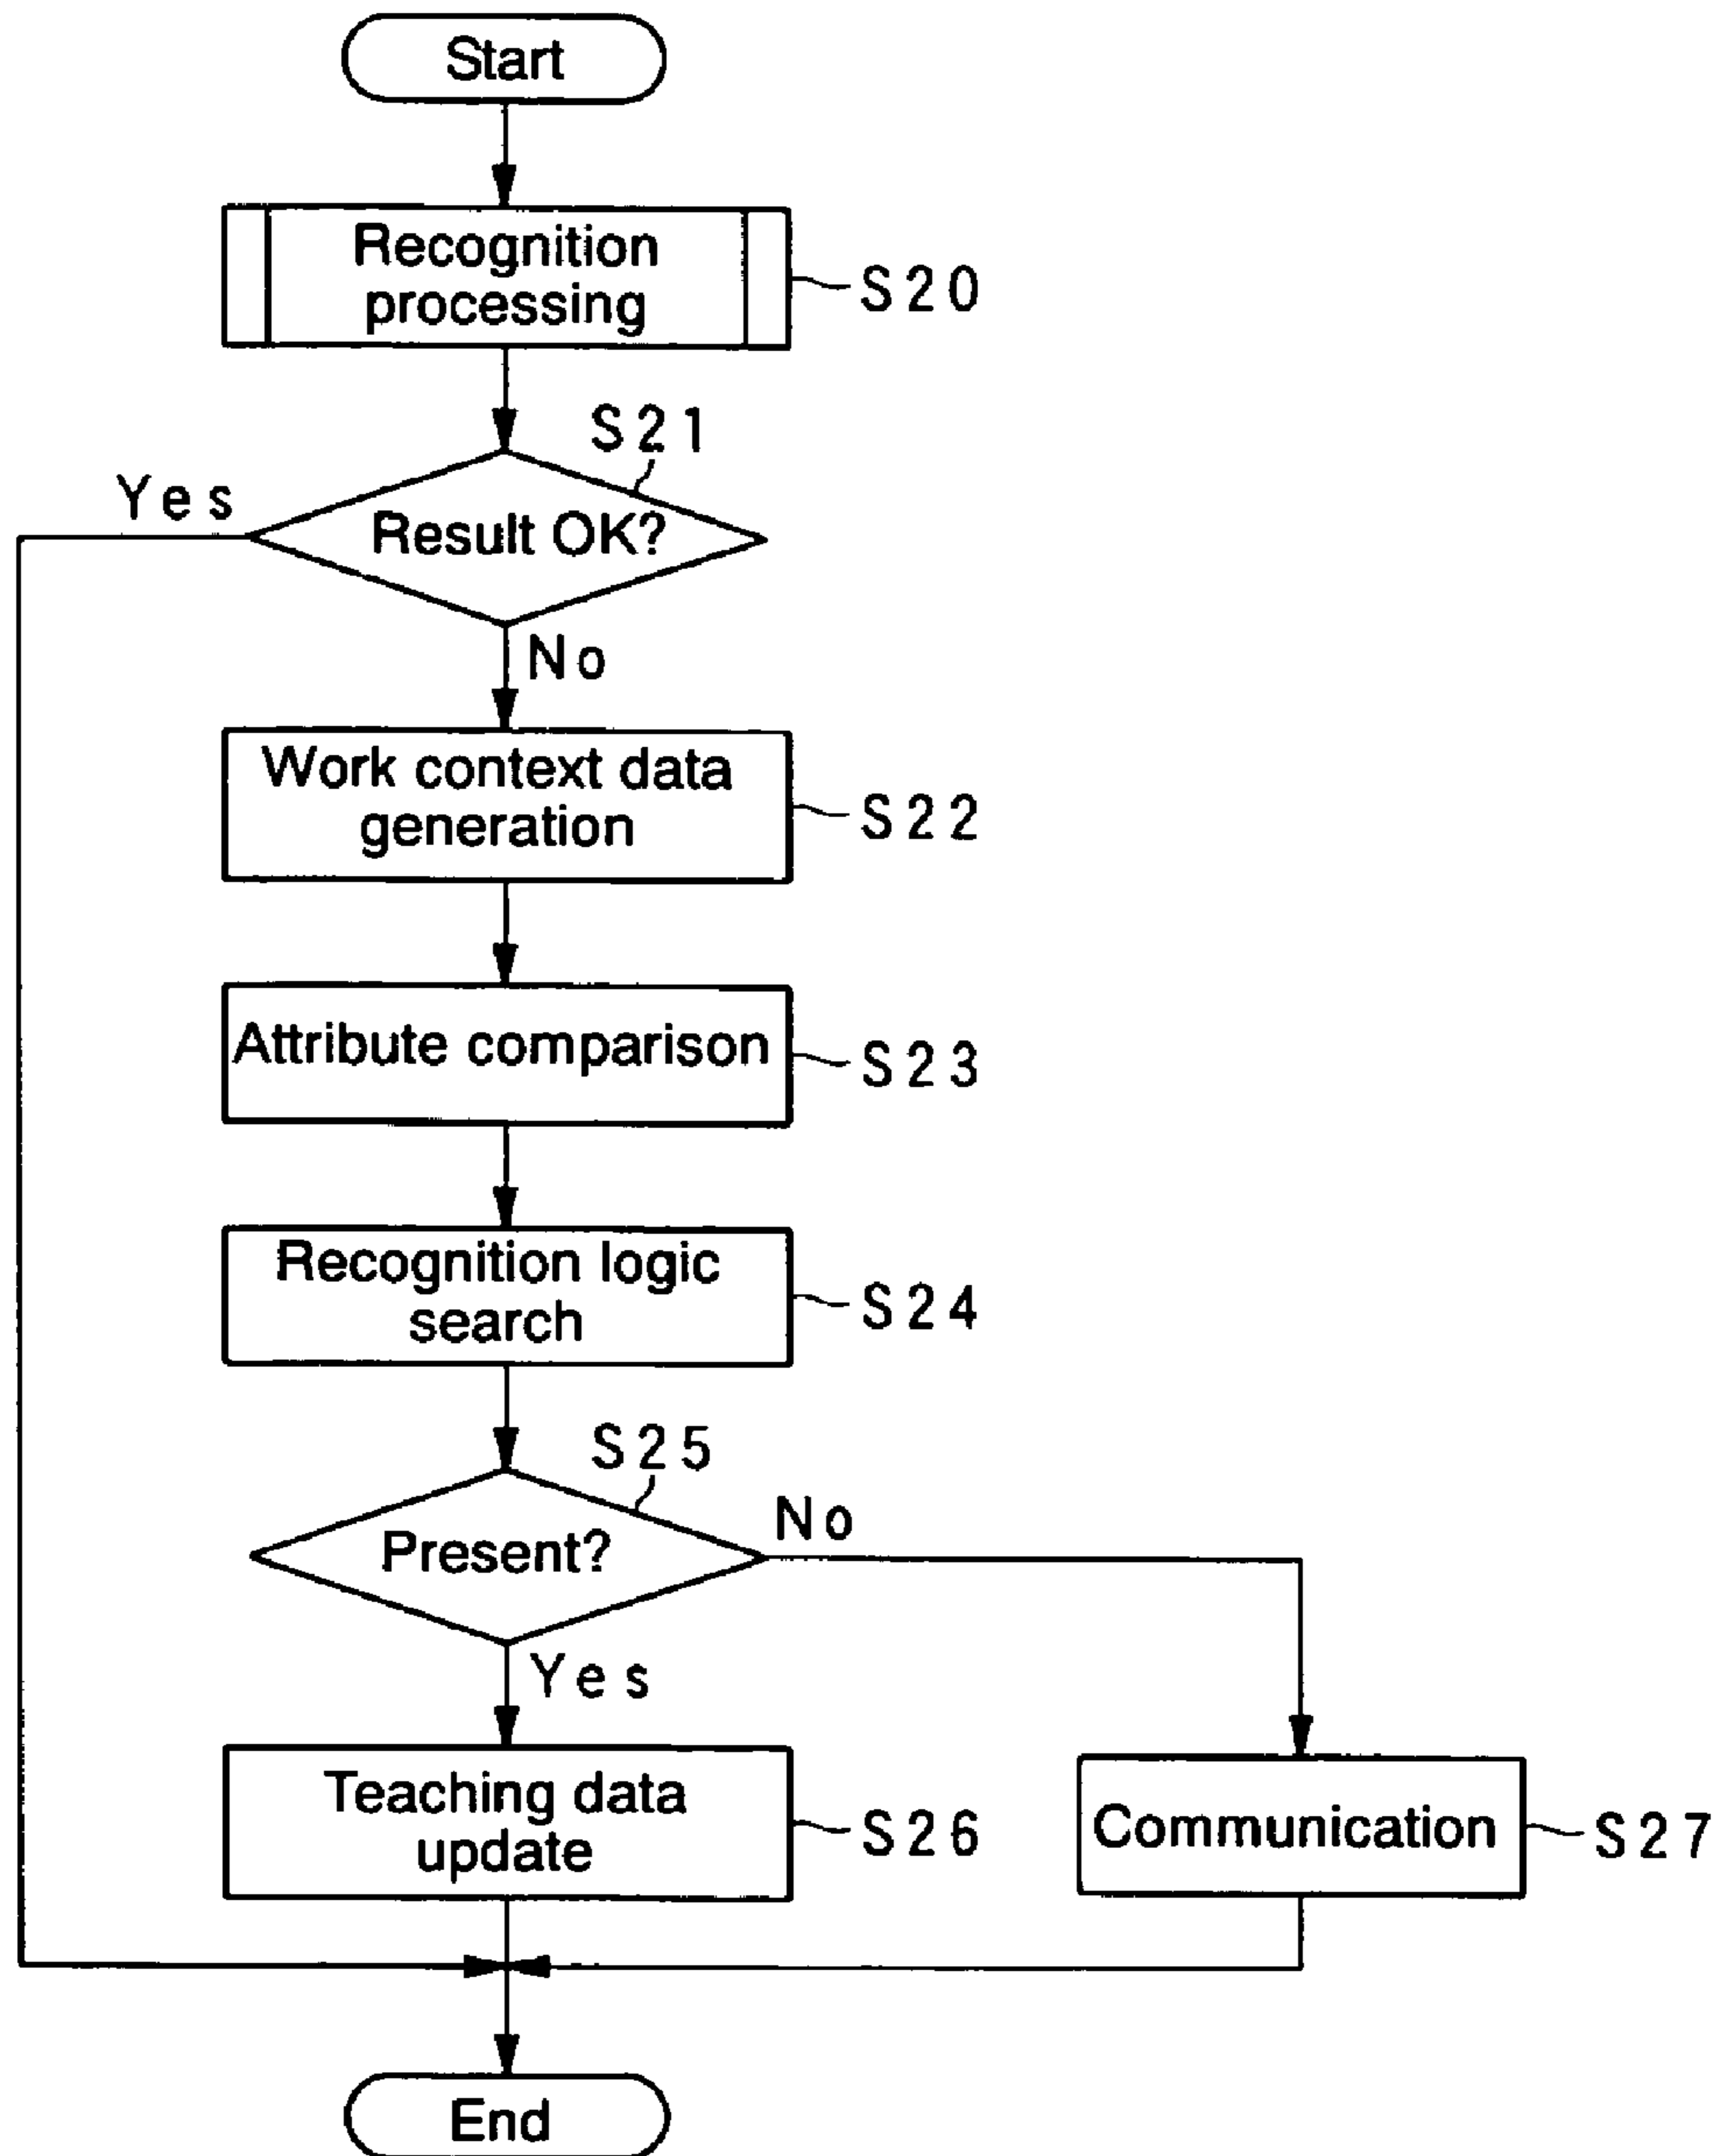 Start
Recognition
processing
S20
S21
Yes
Result OK?
No
Work context data
generation
S22
Attribute comparison
S23
Recognition logic
search
S24
S25
No
Present?
Yes
Teaching data
update
S26
Communication
S27
End